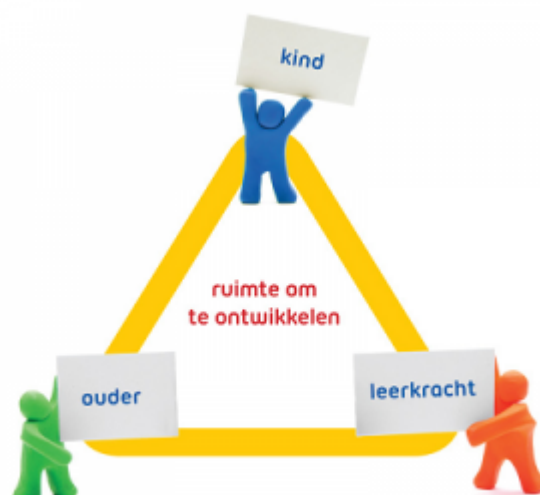 kind
ruimte om
te ontwikkelen
ouder
leerkracht